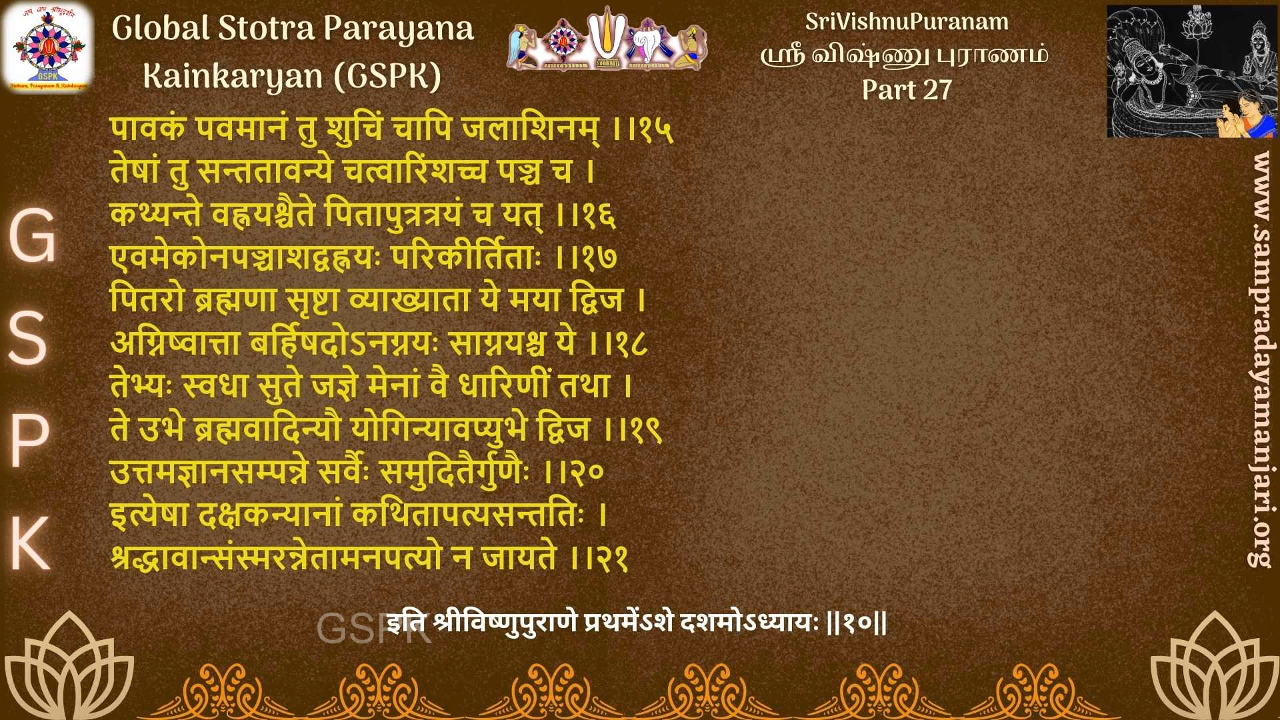 Global Stotra Parayana
Kainkaryan (GSPK)
SriVishnuPuranam
ஸ்ரீ விஷ்ணு புராணம்
Part 27
पावकं पवमानं तु शुचिं चापि जलाशिनम् ।।१५
तेषां तु सन्ततावन्ये चत्वारिंशच्च पञ्च च ।
कथ्यन्ते वह्नयश्चैते पितापुत्रत्रयं च यत् ।।१६
एवमेकोनपञ्चाशद्वह्नयः परिकीर्तिताः ।।१७
पितरो ब्रह्मणा सृष्टा व्याख्याता ये मया द्विज ।
अग्निष्वात्ता बर्हिषदोऽनग्नयः साग्नयश्च ये ।।१८
तेभ्यः स्वधा सुते जज्ञे मेनां वै धारिणीं तथा ।
ते उभे ब्रह्मवादिन्यौ योगिन्यावप्युभे द्विज ।।१९
उत्तमज्ञानसम्पन्ने सर्वैः समुदितैर्गुणैः ।।२०
इत्येषा दक्षकन्यानां कथितापत्यसन्ततिः ।
श्रद्धावान्संस्मरन्नेतामनपत्यो न जायते ।।२१
इति श्रीविष्णुपुराणे प्रथमेंऽशे दशमोऽध्यायः ||१०||
GSPK
G
S
P
K
www.sampradayamanjari.org
GSPK